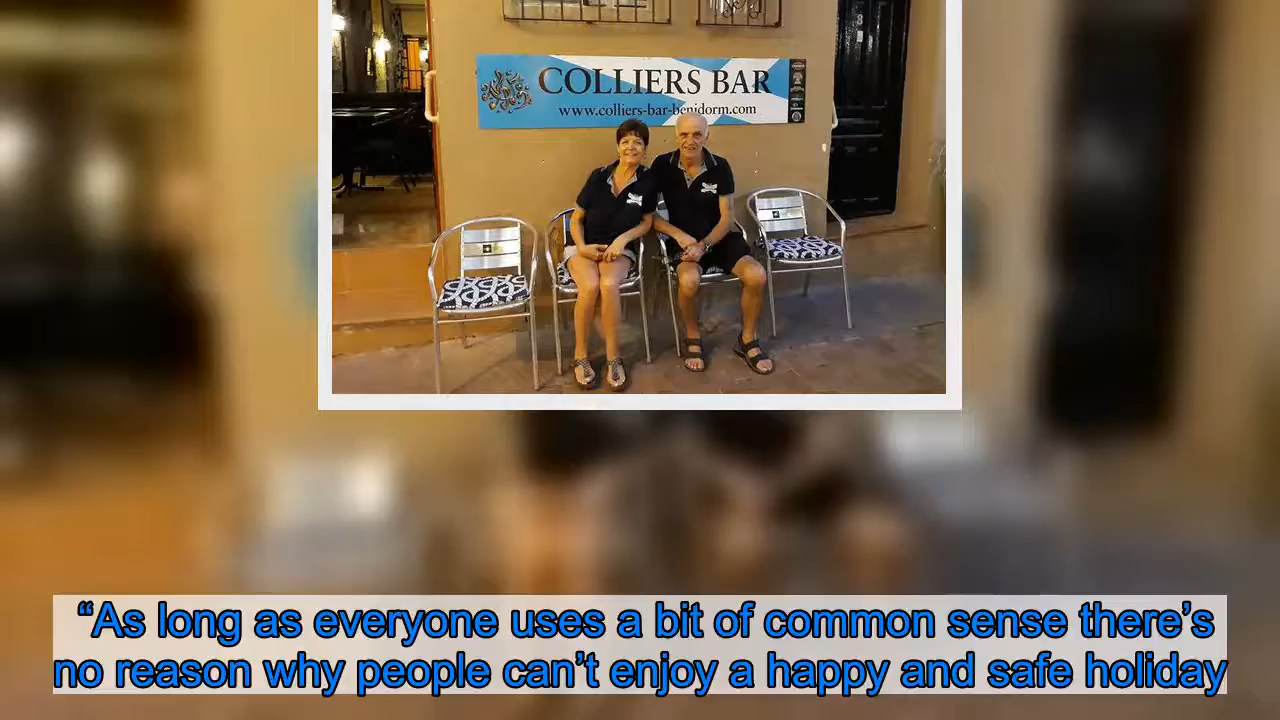 8
COLLIERS BAR
www.colliers-bar-benidorm.com
“As long as everyone uses a bit of common sense there’s
no reason why people can’t enjoy a happy and safe holiday